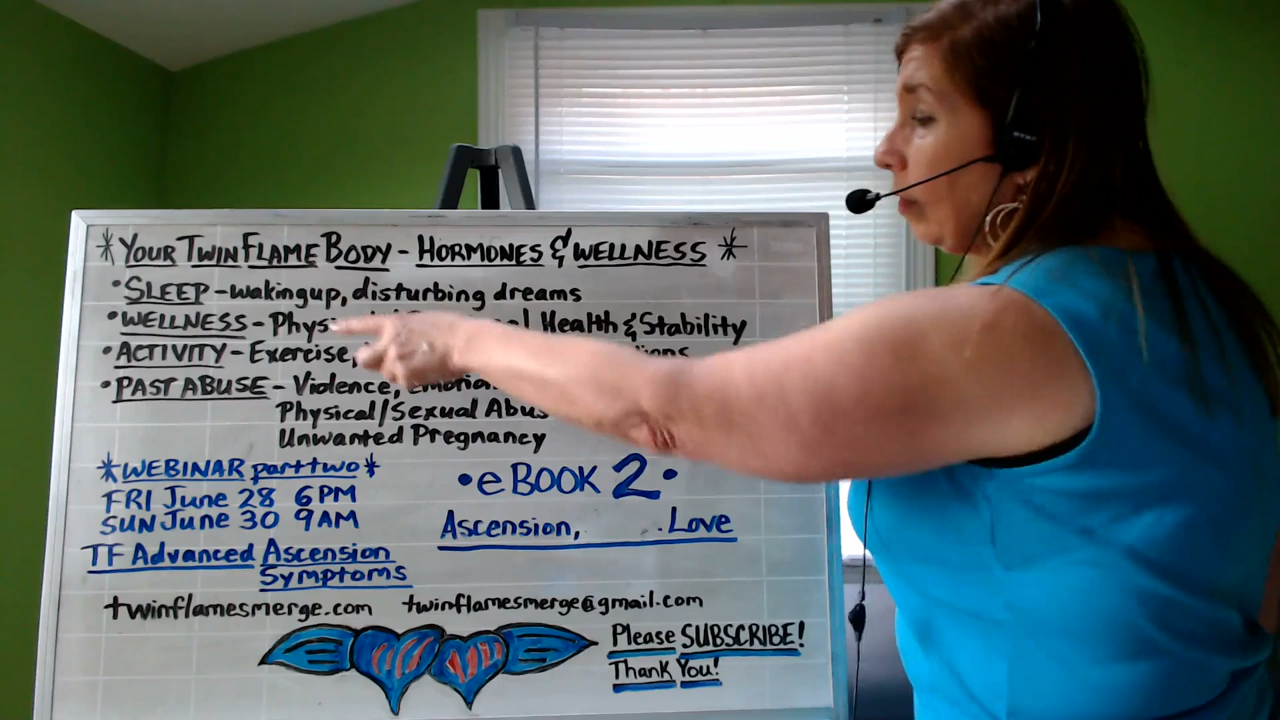 *YOUR TWIN FLAME BODY - HORMONES & WELLNESS*
• SLEEP - waking up, disturbing dreams
• WELLNESS - Health & Stability
• ACTIVITY - Exercise,
• PAST ABUSE - Violence,
Physical/Sexual
Unwanted Pregnancy
*WEBINAR part two*
FRI June 28 6PM
SUN June 30 9AM
TF Advanced Ascension
Symptoms
• eBOOK 2 •
Ascension, . . Love
twinflamesmerge.com twinflamesmerge@gmail.com
Please SUBSCRIBE!
Thank You!